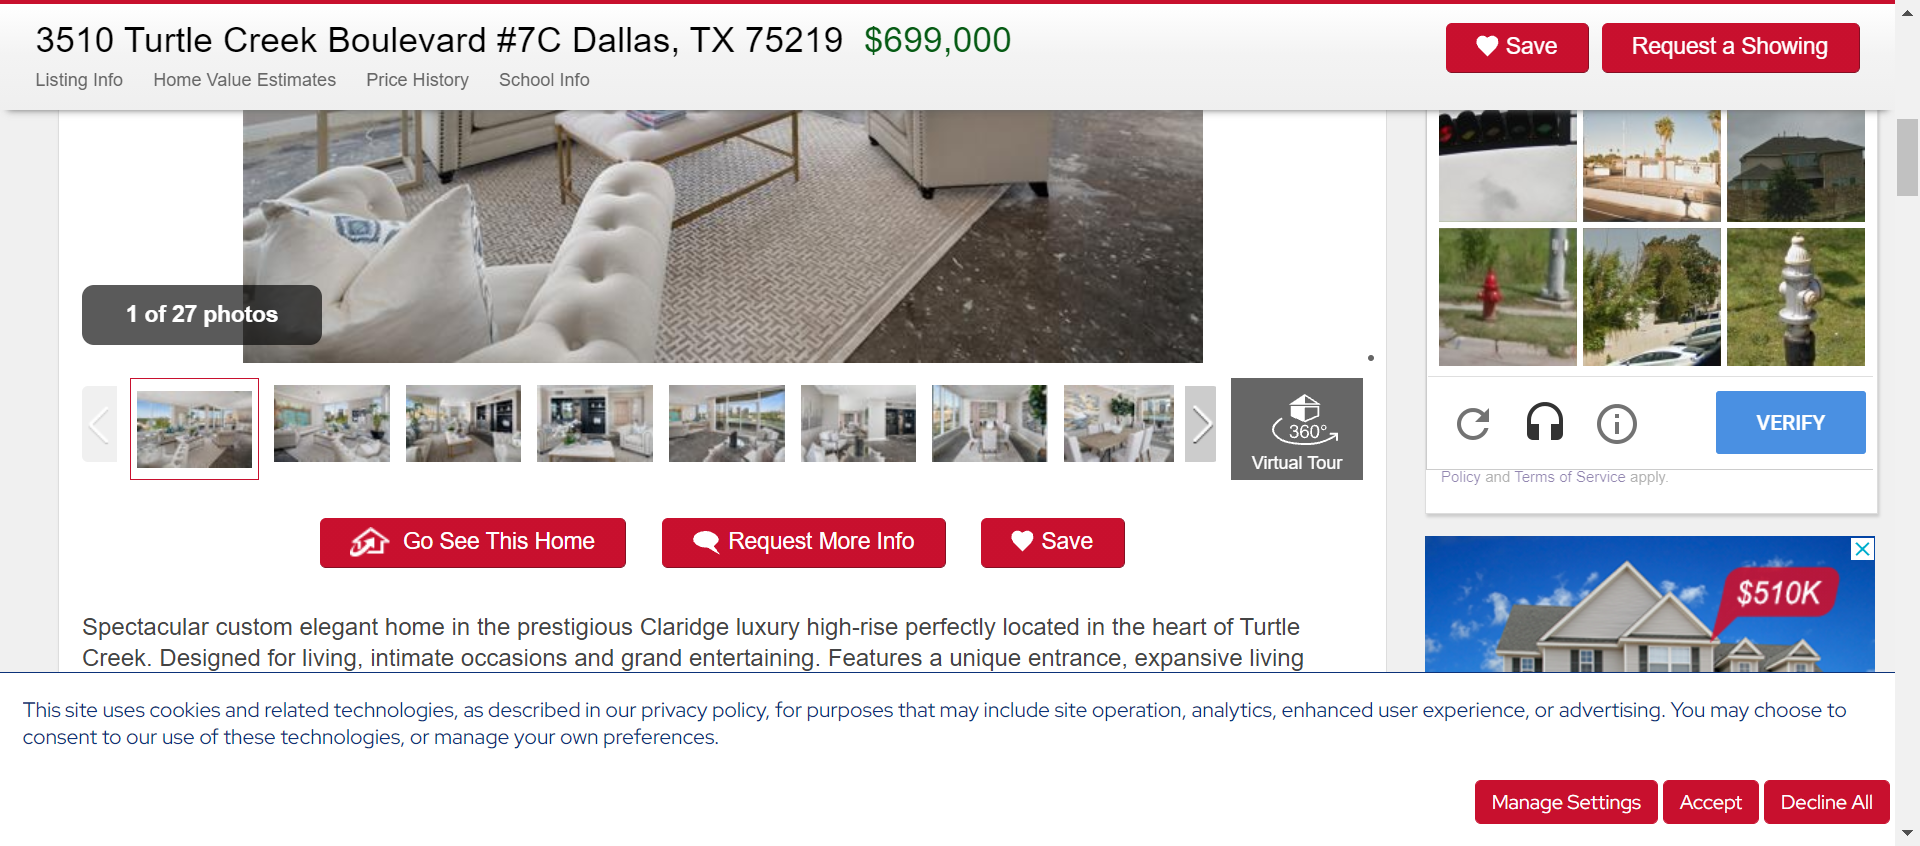 3510 Turtle Creek Boulevard #7C Dallas, TX 75219 $699,000
Save
Request a Showing
Listing Info Home Value Estimates Price History School Info
1 of 27 photos
360°
Virtual Tour
VERIFY
Policy and Terms of Service apply.
Go See This Home
Request More Info
Save
$510K
Spectacular custom elegant home in the prestigious Claridge luxury high-rise perfectly located in the heart of Turtle
Creek. Designed for living, intimate occasions and grand entertaining. Features a unique entrance, expansive living
This site uses cookies and related technologies, as described in our privacy policy, for purposes that may include site operation, analytics, enhanced user experience, or advertising. You may choose to
consent to our use of these technologies, or manage your own preferences.
Manage Settings
Accept
Decline All